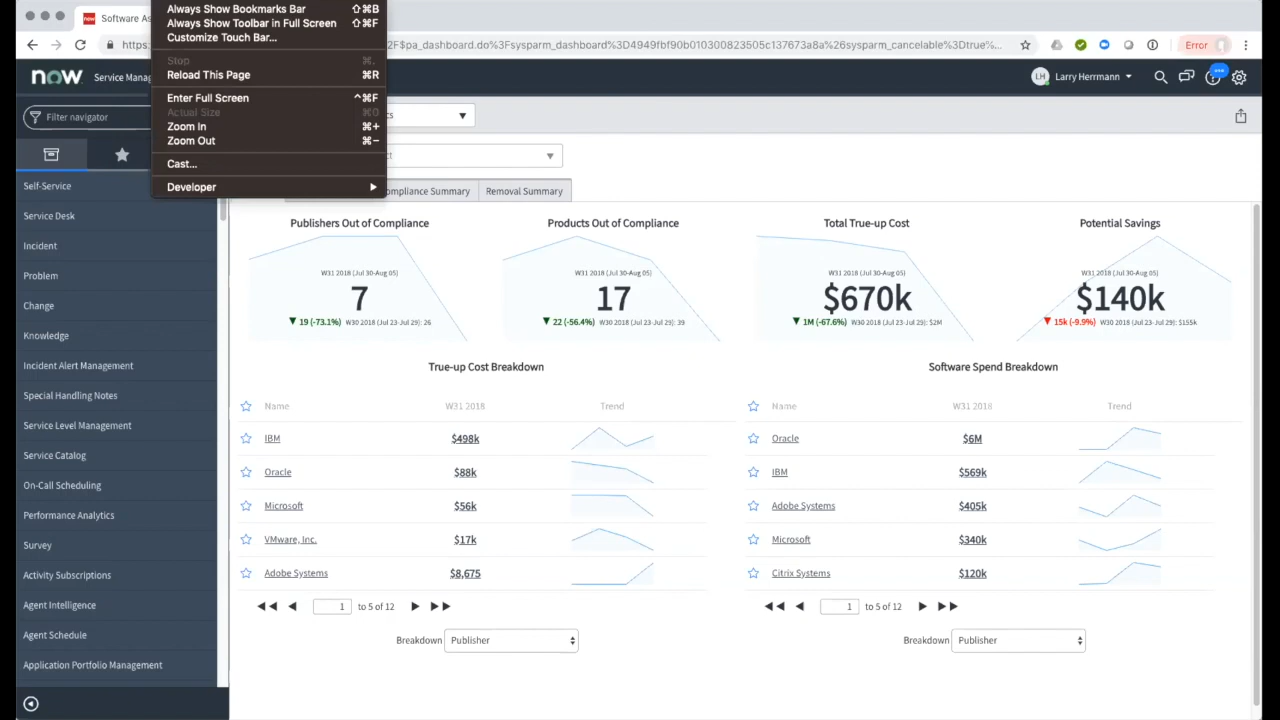 Always Show Bookmarks Bar ⇧⌘B
Software As
Always Show Toolbar in Full Screen ⇧⌘F
Customize Touch Bar...
https: 2F$pa_dashboard.do%3Fsysparm_dashboard%3D4949fbf90b010300823505c137673a8a%26sysparm_cancelable%3Dtrue%... Error
Stop ⌘.
Reload This Page ⌘R
now Service Manag Larry Herrmann
LH
Enter Full Screen ^⌘F
Actual Size ⌘0
Filter navigator cs
Zoom In ⌘+
Zoom Out ⌘−
ct
Cast...
Developer
Compliance Summary Removal Summary
Self-Service
Service Desk
Incident
Problem
Change
Knowledge
Incident Alert Management
Special Handling Notes
Service Level Management
Service Catalog
On-Call Scheduling
Performance Analytics
Survey
Activity Subscriptions
Agent Intelligence
Agent Schedule
Application Portfolio Management
Publishers Out of Compliance
W31 2018 (Jul 30-Aug 05)
7
▼ 19 (-73.1%) W30 2018 (Jul 23-Jul 29): 26
Products Out of Compliance
W31 2018 (Jul 30-Aug 05)
17
▼ 22 (-56.4%) W30 2018 (Jul 23-Jul 29): 39
Total True-up Cost
W31 2018 (Jul 30-Aug 05)
$670k
▼ 1M (-67.6%) W30 2018 (Jul 23-Jul 29): $2M
Potential Savings
W31 2018 (Jul 30-Aug 05)
$140k
▼ 15k (-9.9%) W30 2018 (Jul 23-Jul 29): $155k
True-up Cost Breakdown
Name W31 2018 Trend
IBM $498k
Oracle $88k
Microsoft $56k
VMware, Inc. $17k
Adobe Systems $8,675
1 to 5 of 12
Breakdown Publisher
Software Spend Breakdown
Name W31 2018 Trend
Oracle $6M
IBM $569k
Adobe Systems $405k
Microsoft $340k
Citrix Systems $120k
1 to 5 of 12
Breakdown Publisher